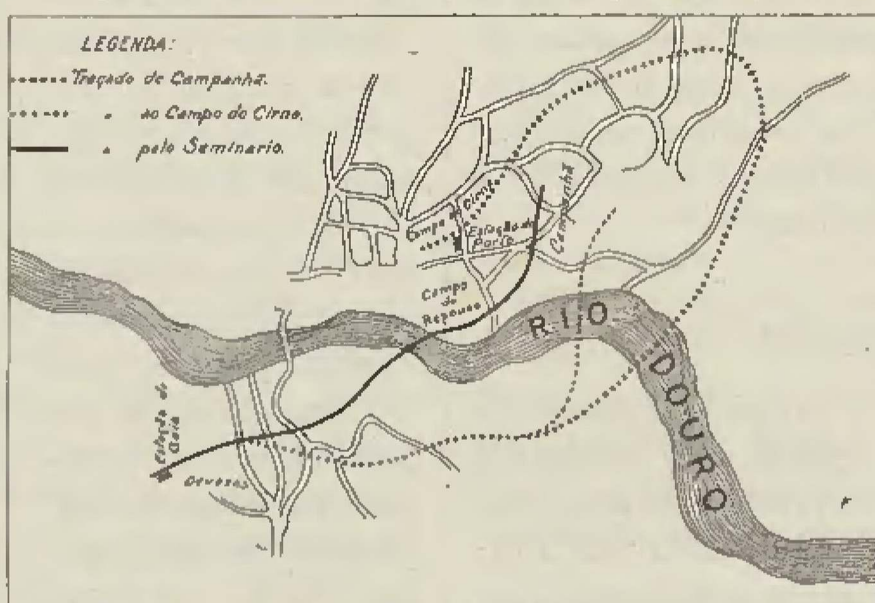 LEGENDA:
Traçado de Campanhã.
" ao Campo do Cirne.
" pelo Seminario.
Campo do Cirne
Estação do
Porto
Campanhã
Campo
do
Repouso
RIO
DOURO
Estação de
Gaia
Devesas